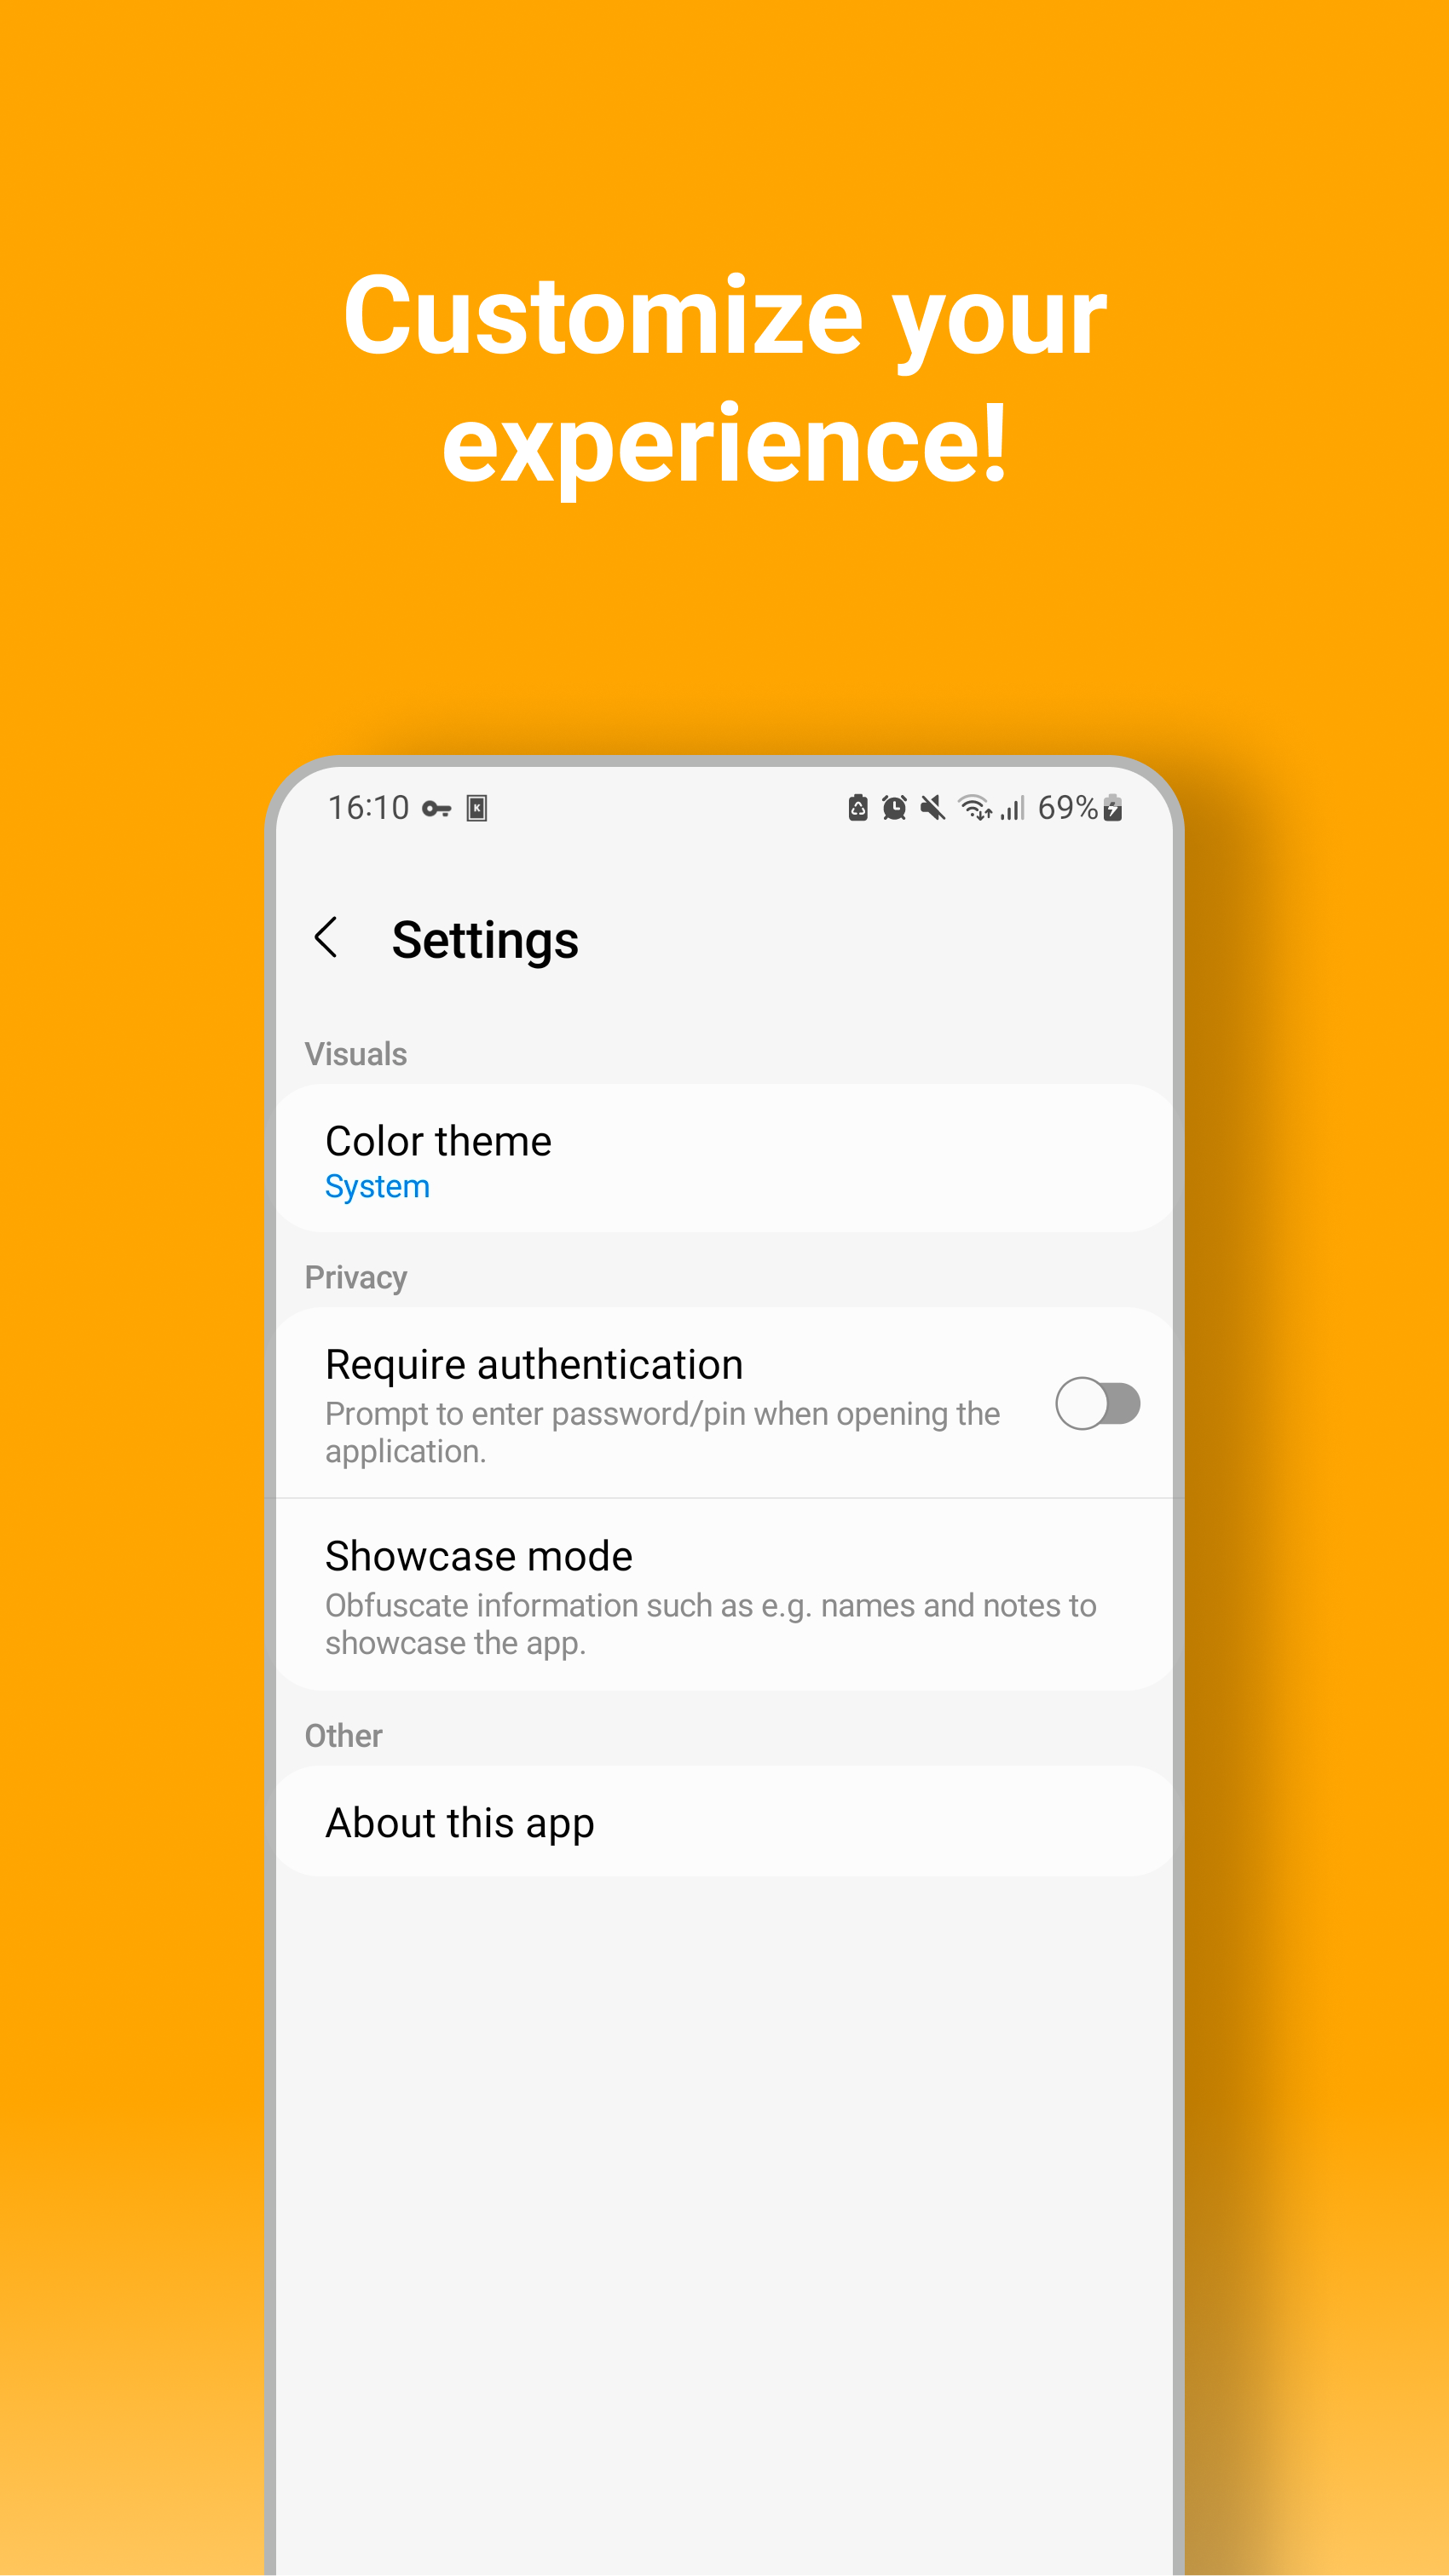 Customize your
experience!
16:10
69%
Settings
Visuals
Color theme
System
Privacy
Require authentication
Prompt to enter password/pin when opening the
application.
Showcase mode
Obfuscate information such as e.g. names and notes to
showcase the app.
Other
About this app